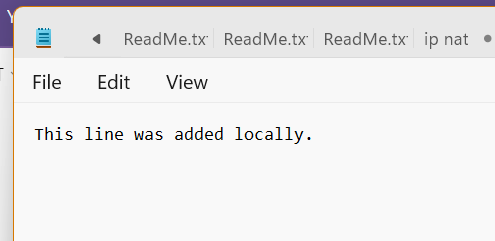 Y
T
ReadMe.tx ReadMe.tx ReadMe.tx ip nat
File Edit View
This line was added locally.